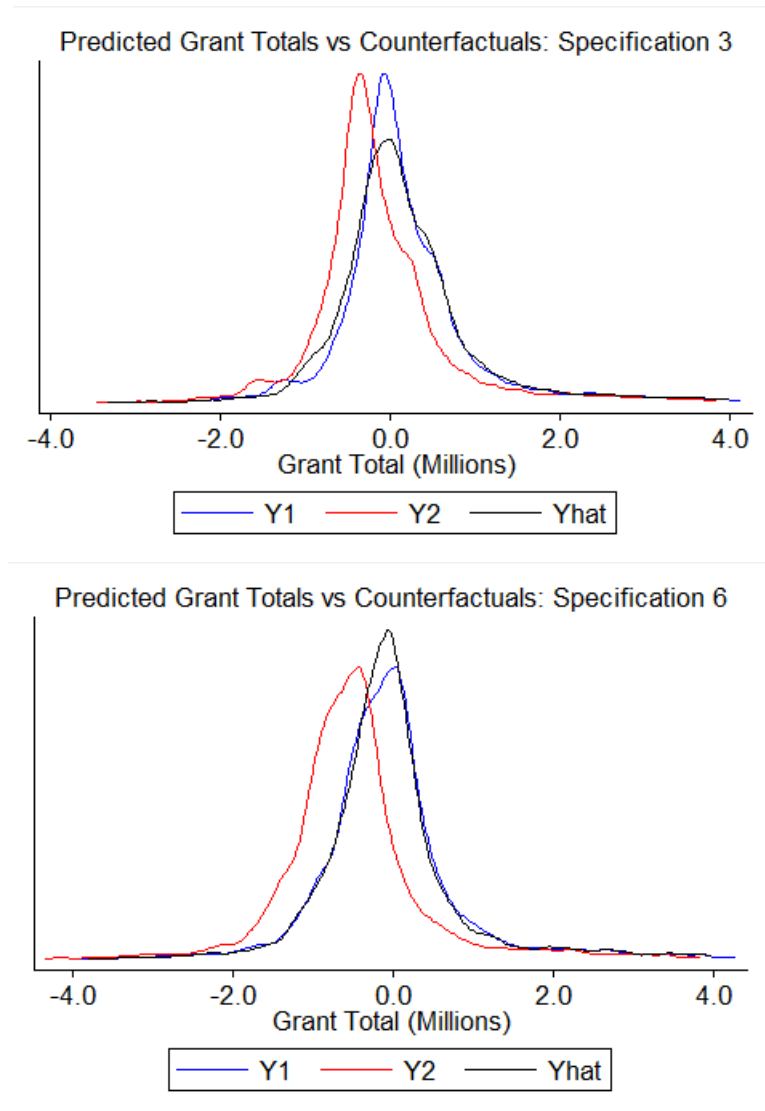 Predicted Grant Totals vs Counterfactuals: Specification 3
-4.0 -2.0 0.0 2.0 4.0
Grant Total (Millions)
Y1 Y2 Yhat
Predicted Grant Totals vs Counterfactuals: Specification 6
-4.0 -2.0 0.0 2.0 4.0
Grant Total (Millions)
Y1 Y2 Yhat